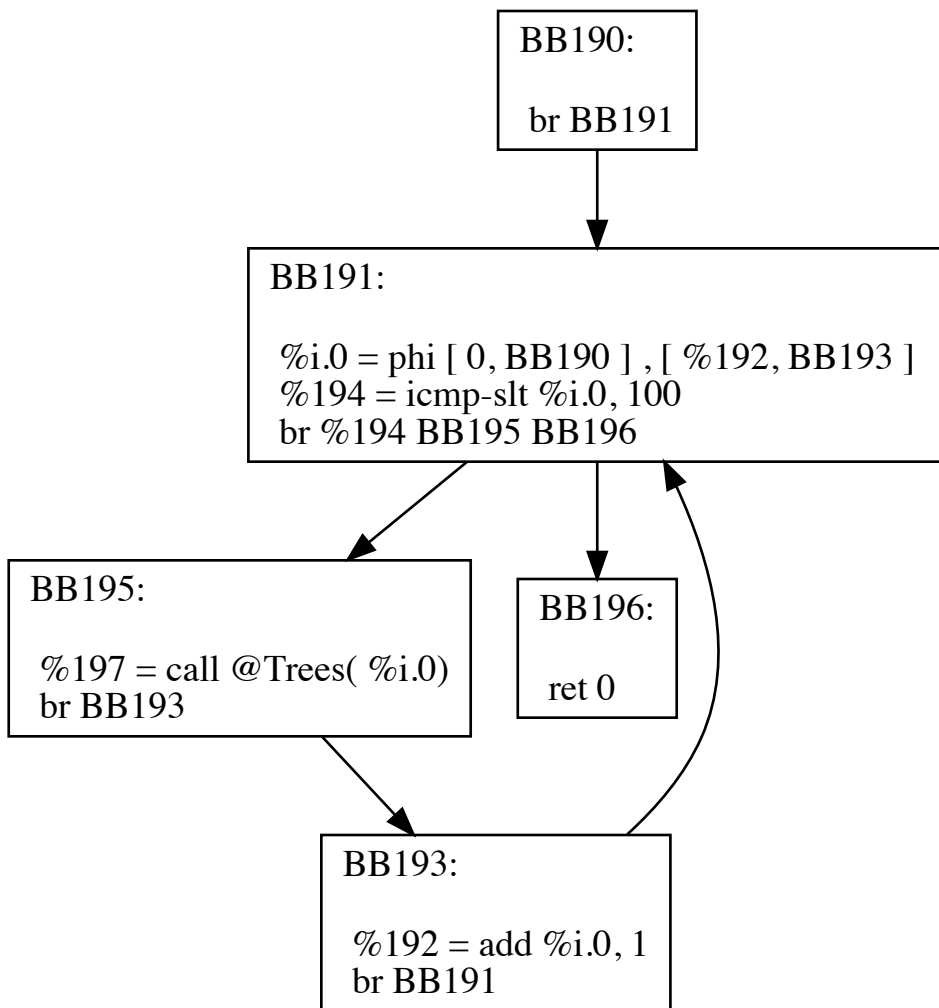 BB190:
br BB191
BB191:
%i.0 = phi [ 0, BB190 ] , [ %192, BB193 ]
%194 = icmp-slt %i.0, 100
br %194 BB195 BB196
BB195:
%197 = call @Trees( %i.0)
br BB193
BB196:
ret 0
BB193:
%192 = add %i.0, 1
br BB191